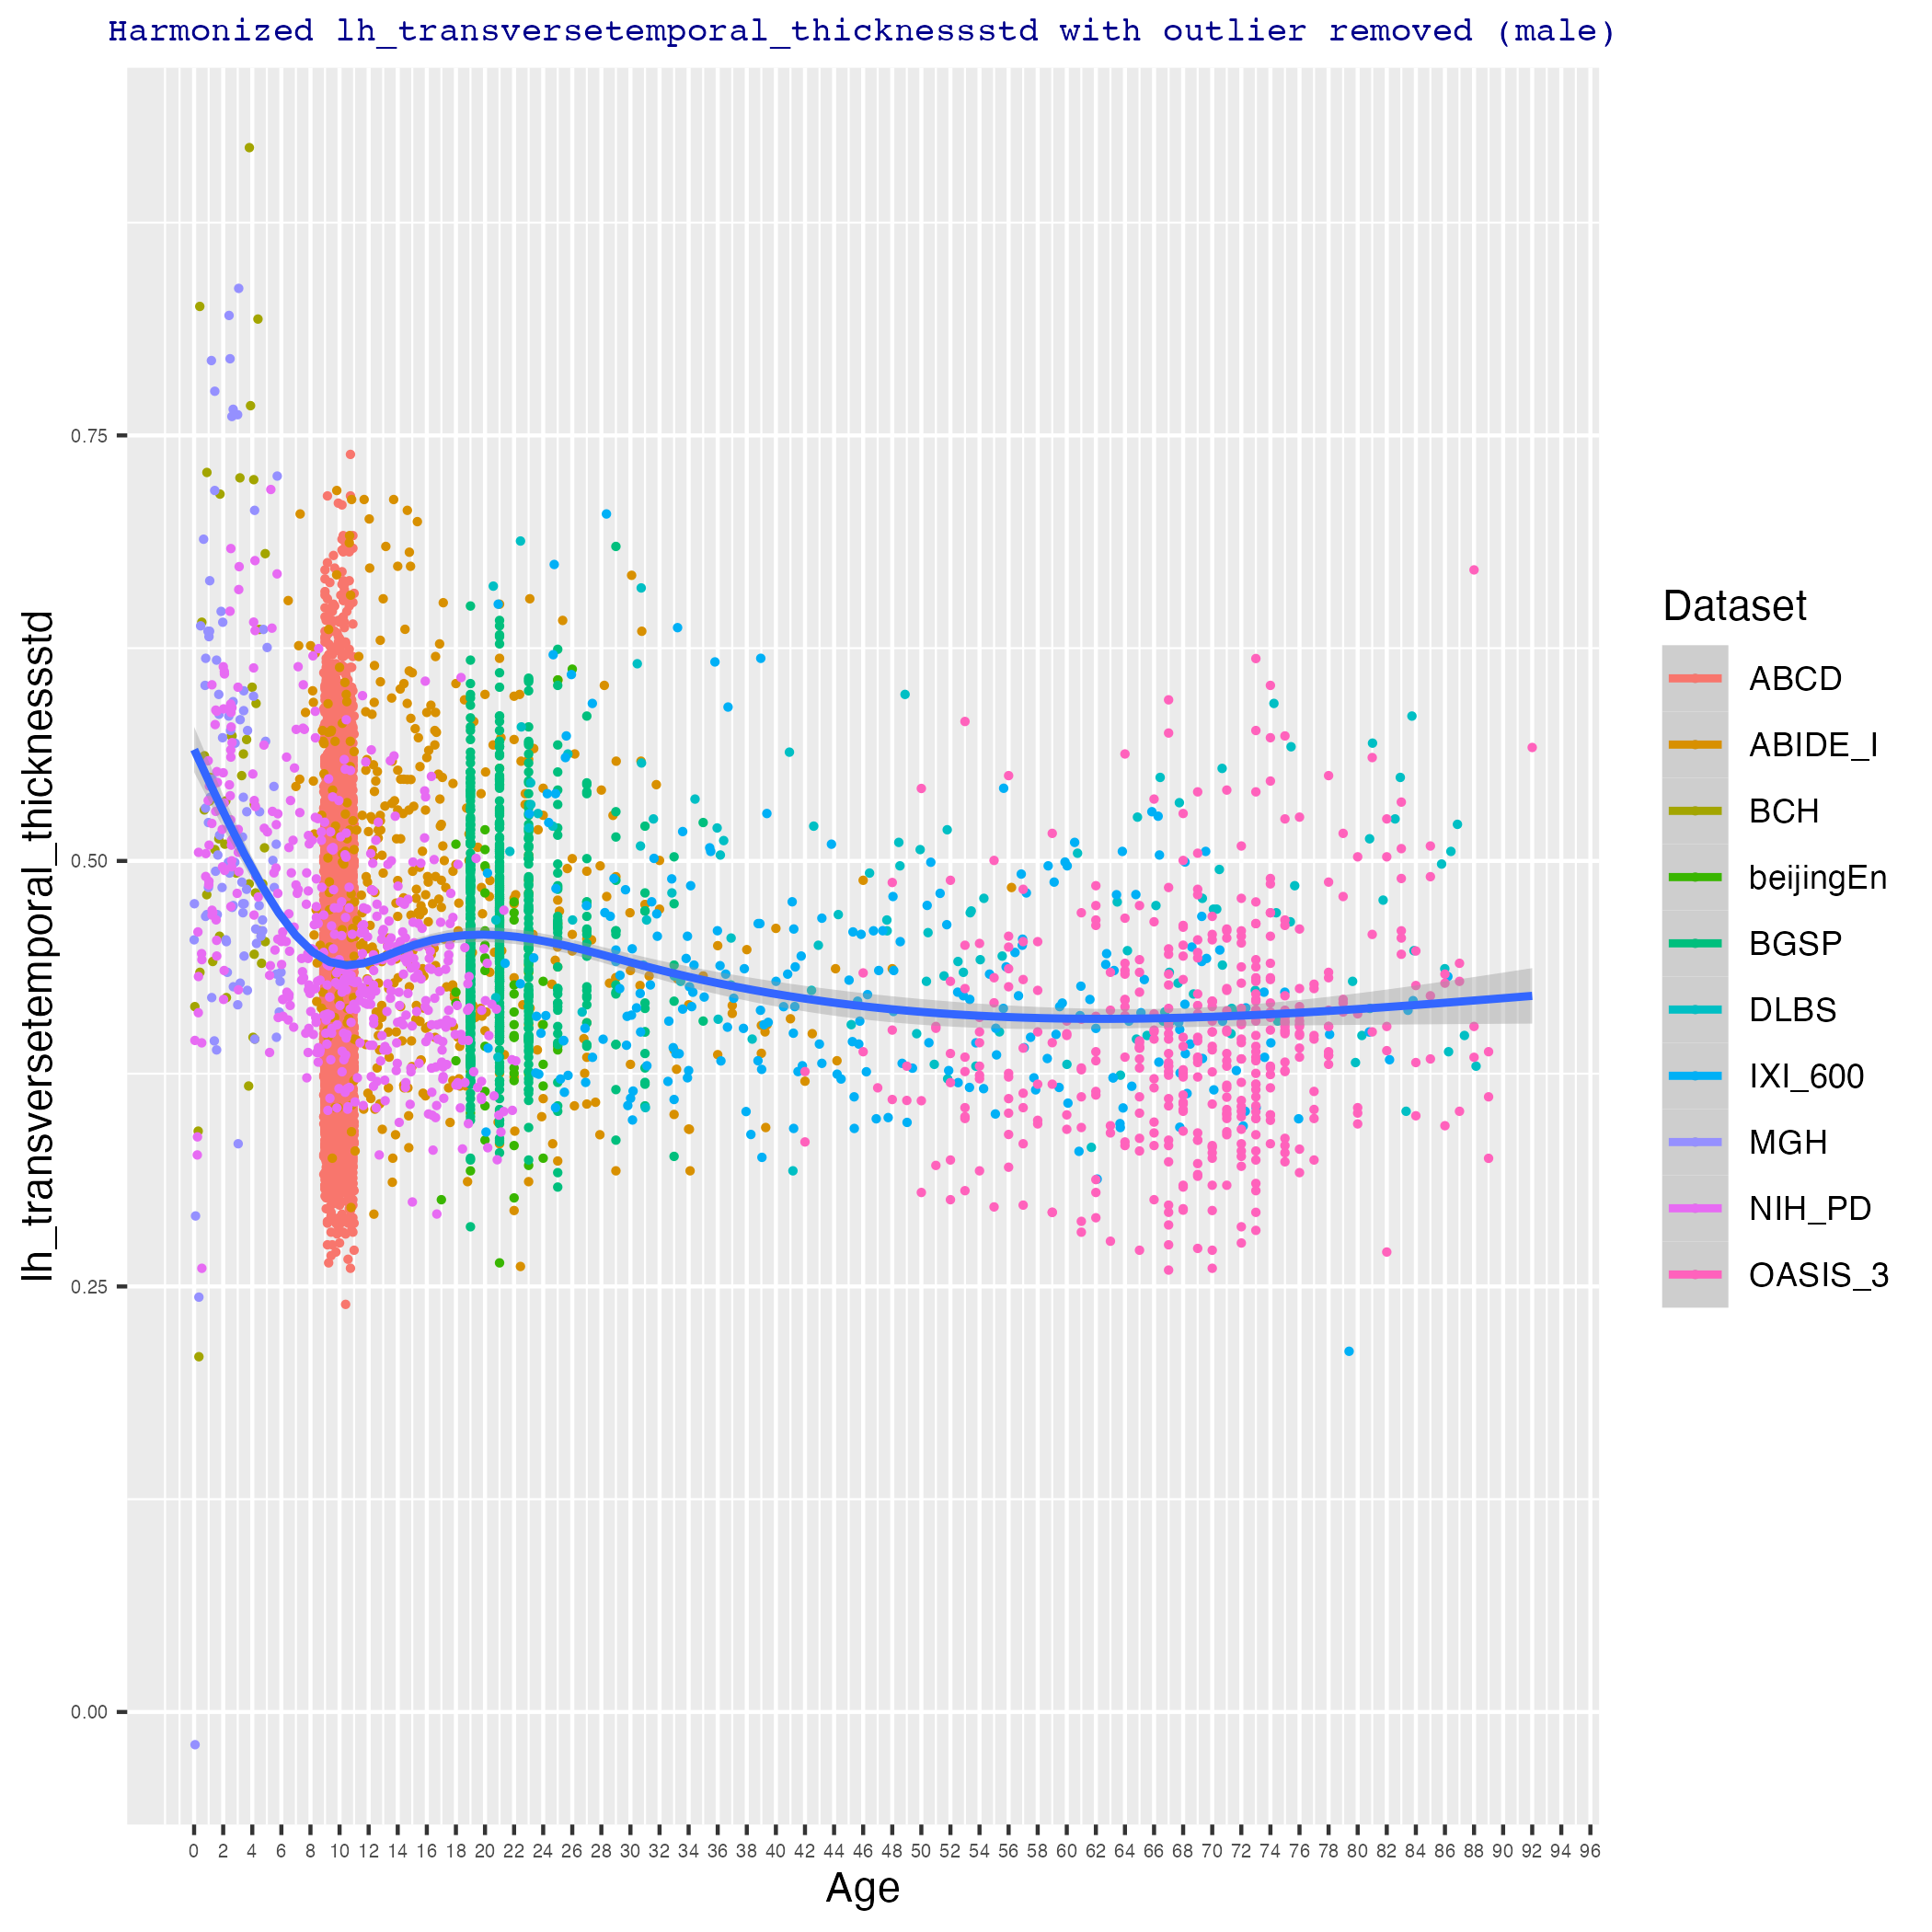 Harmonized lh_transversetemporal_thicknessstd with outlier removed (male)
lh_transversetemporal_thicknessstd
0.75
0.50
0.25
0.00
0 2 4 6 8 10 12 14 16 18 20 22 24 26 28 30 32 34 36 38 40 42 44 46 48 50 52 54 56 58 60 62 64 66 68 70 72 74 76 78 80 82 84 86 88 90 92 94 96
Age
Dataset
ABCD
ABIDE_I
BCH
beijingEn
BGSP
DLBS
IXI_600
MGH
NIH_PD
OASIS_3